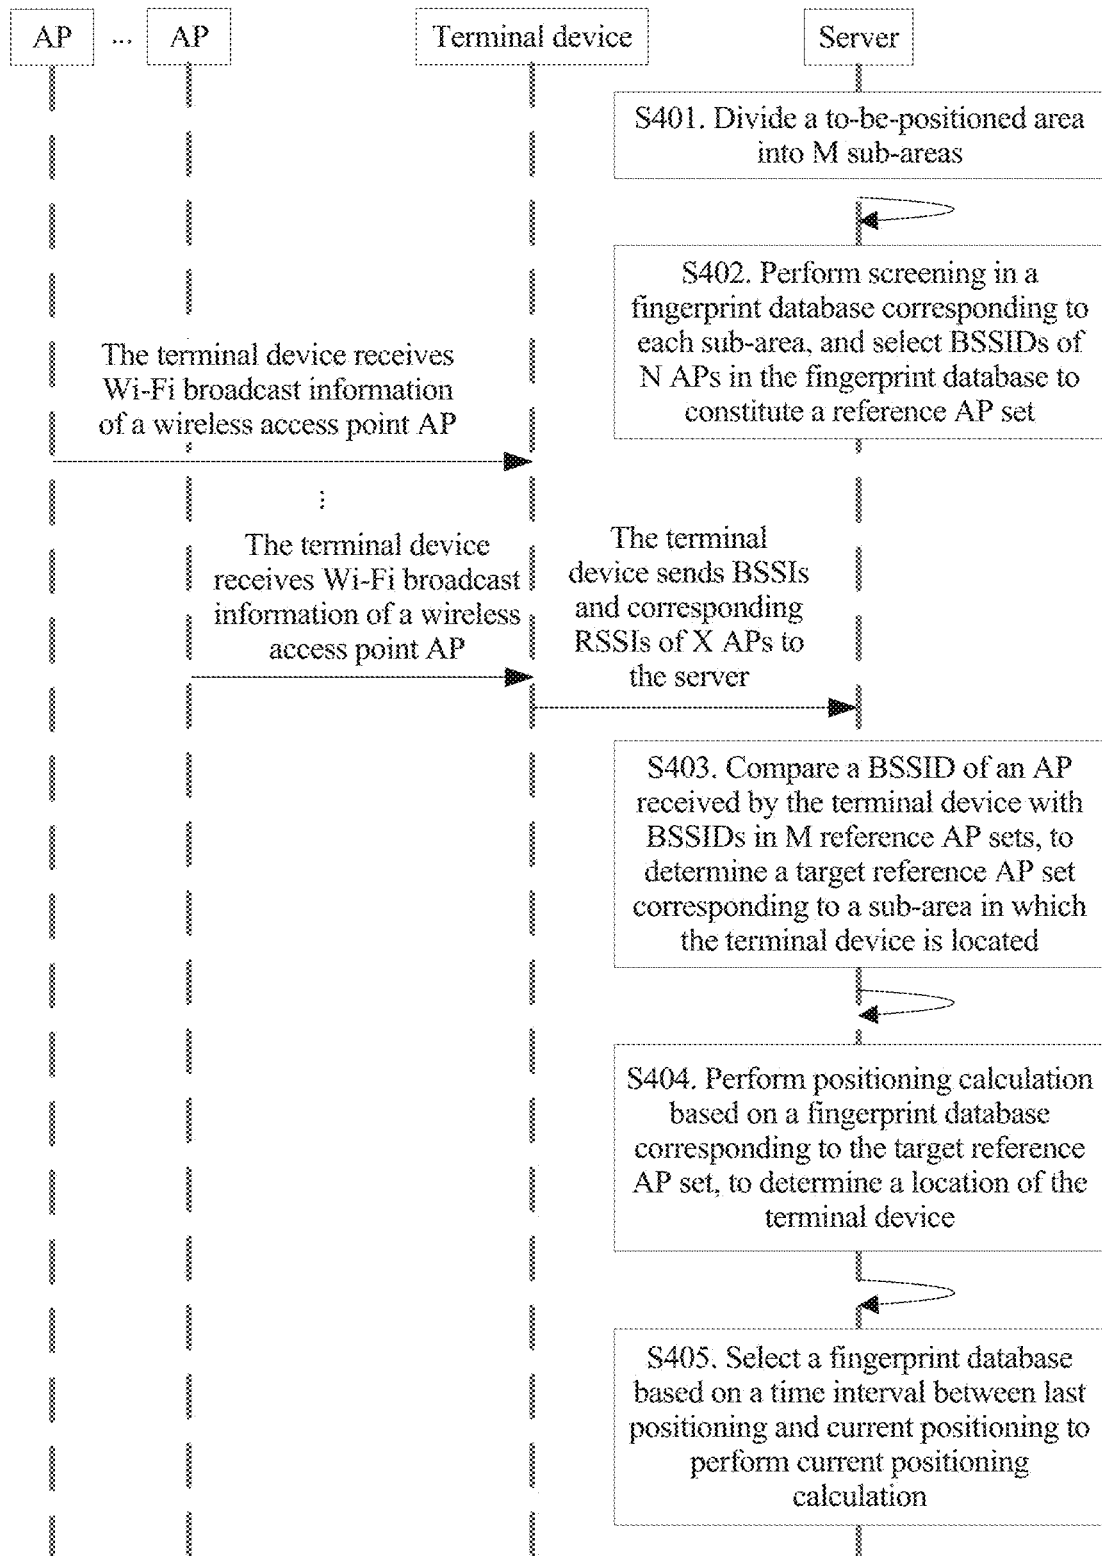 AP ... AP Terminal device Server
S401. Divide a to-be-positioned area
into M sub-areas
S402. Perform screening in a
fingerprint database corresponding to
each sub-area, and select BSSIDs of
N APs in the fingerprint database to
constitute a reference AP set
The terminal device receives
Wi-Fi broadcast information
of a wireless access point AP
...
The terminal device
receives Wi-Fi broadcast
information of a wireless
access point AP
The terminal
device sends BSSIs
and corresponding
RSSIs of X APs to
the server
S403. Compare a BSSID of an AP
received by the terminal device with
BSSIDs in M reference AP sets, to
determine a target reference AP set
corresponding to a sub-area in which
the terminal device is located
S404. Perform positioning calculation
based on a fingerprint database
corresponding to the target reference
AP set, to determine a location of the
terminal device
S405. Select a fingerprint database
based on a time interval between last
positioning and current positioning to
perform current positioning
calculation